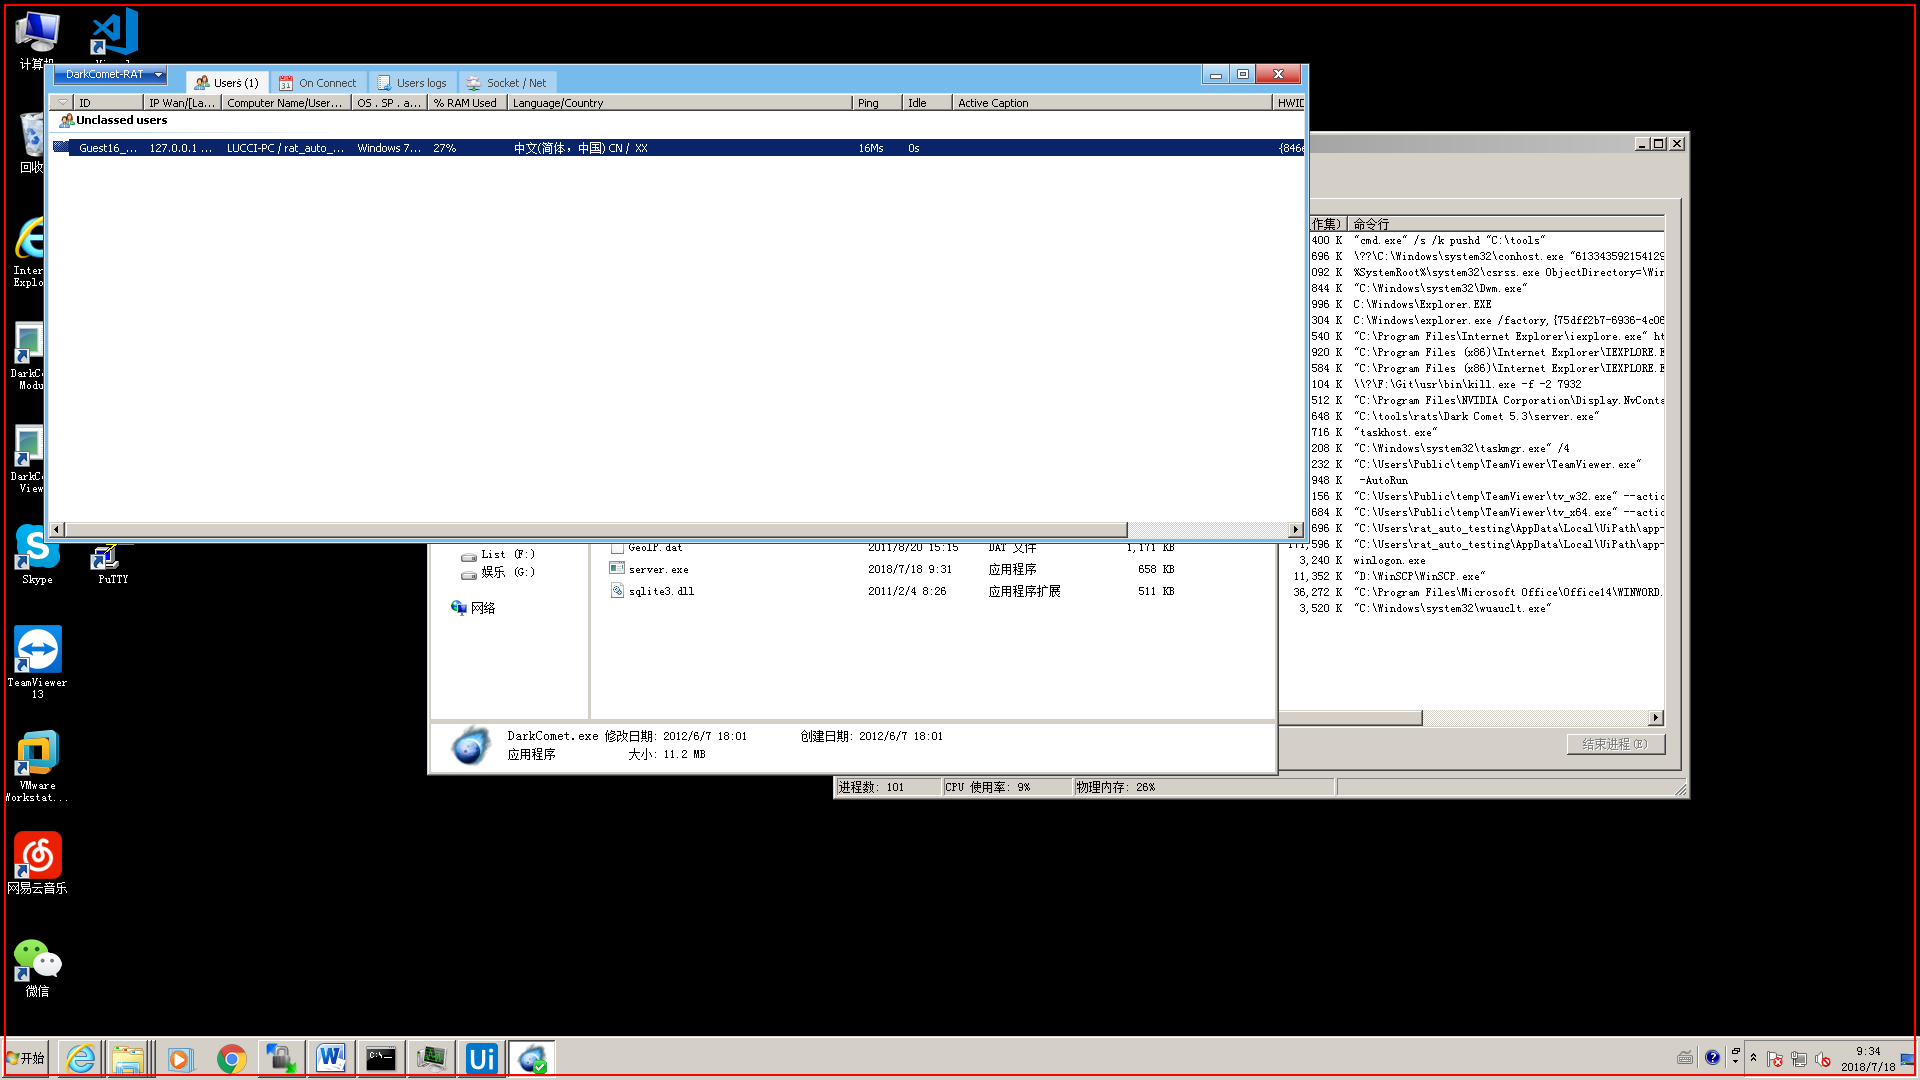 计算机
回收
Inter
Explo
DarkCo
Modu
DarkCo
View
Skype
PuTTY
TeamViewer
13
VMware
Workstat...
网易云音乐
微信
DarkComet-RAT
Users (1)
On Connect
Users logs
Socket / Net
ID
IP Wan/[La...
Computer Name/User...
OS . SP . a...
% RAM Used
Language/Country
Ping
Idle
Active Caption
HWID
Unclassed users
Guest16_...
127.0.0.1 ...
LUCCI-PC / rat_auto_...
Windows 7...
27%
中文(简体，中国) CN / XX
16Ms
0s
{846e
作集)
命令行
400 K "cmd.exe" /s /k pushd "C:\tools"
696 K \??\C:\Windows\system32\conhost.exe "613343592154129
092 K %SystemRoot%\system32\csrss.exe ObjectDirectory=\Win
844 K "C:\Windows\system32\Dwm.exe"
996 K C:\Windows\Explorer.EXE
304 K C:\Windows\explorer.exe /factory,{75dff2b7-6936-4c06
540 K "C:\Program Files\Internet Explorer\iexplore.exe" ht
920 K "C:\Program Files (x86)\Internet Explorer\IEXPLORE.E
584 K "C:\Program Files (x86)\Internet Explorer\IEXPLORE.E
104 K \\?\F:\Git\usr\bin\kill.exe -f -2 7932
512 K "C:\Program Files\NVIDIA Corporation\Display.NvConta
648 K "C:\tools\rats\Dark Comet 5.3\server.exe"
716 K "taskhost.exe"
208 K "C:\Windows\system32\taskmgr.exe" /4
232 K "C:\Users\Public\temp\TeamViewer\TeamViewer.exe"
948 K -AutoRun
156 K "C:\Users\Public\temp\TeamViewer\tv_w32.exe" --actic
684 K "C:\Users\Public\temp\TeamViewer\tv_x64.exe" --actic
696 K "C:\Users\rat_auto_testing\AppData\Local\UiPath\app-
171,596 K "C:\Users\rat_auto_testing\AppData\Local\UiPath\app-
3,240 K winlogon.exe
11,352 K "D:\WinSCP\WinSCP.exe"
36,272 K "C:\Program Files\Microsoft Office\Office14\WINWORD.
3,520 K "C:\Windows\system32\wuauclt.exe"
结束进程(E)
List (F:)
娱乐 (G:)
网络
GeoIP.dat 2011/8/20 15:15 DAT 文件 1,171 KB
server.exe 2018/7/18 9:31 应用程序 658 KB
sqlite3.dll 2011/2/4 8:26 应用程序扩展 511 KB
DarkComet.exe 修改日期: 2012/6/7 18:01 创建日期: 2012/6/7 18:01
应用程序 大小: 11.2 MB
进程数: 101
CPU 使用率: 9%
物理内存: 26%
开始
C:\
Ui
9:34
2018/7/18